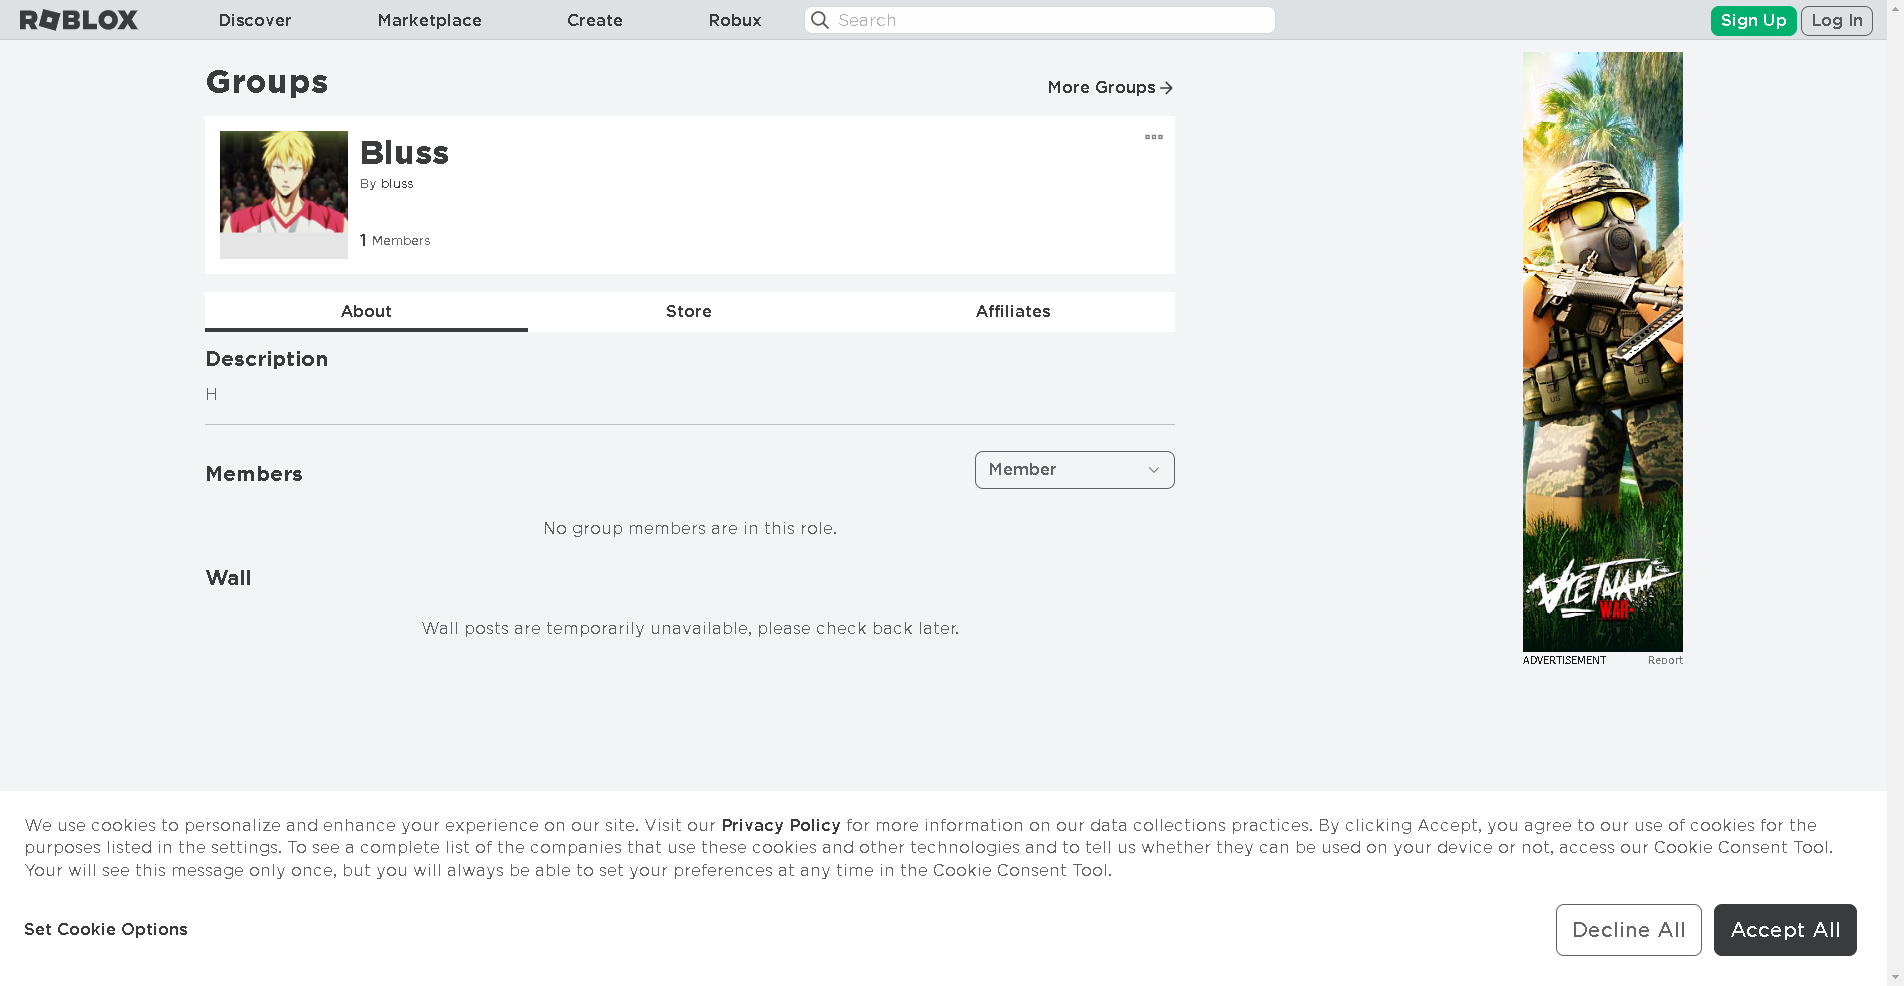 ROBLOX Discover Marketplace Create Robux Search Sign Up Log In
Groups
More Groups
Bluss
By bluss
1 Members
About Store Affiliates
Description
H
Members
Member
No group members are in this role.
Wall
Wall posts are temporarily unavailable, please check back later.
US
US
VIETNAM
WAR
ADVERTISEMENT Report
We use cookies to personalize and enhance your experience on our site. Visit our Privacy Policy for more information on our data collections practices. By clicking Accept, you agree to our use of cookies for the
purposes listed in the settings. To see a complete list of the companies that use these cookies and other technologies and to tell us whether they can be used on your device or not, access our Cookie Consent Tool.
Your will see this message only once, but you will always be able to set your preferences at any time in the Cookie Consent Tool.
Set Cookie Options
Decline All Accept All